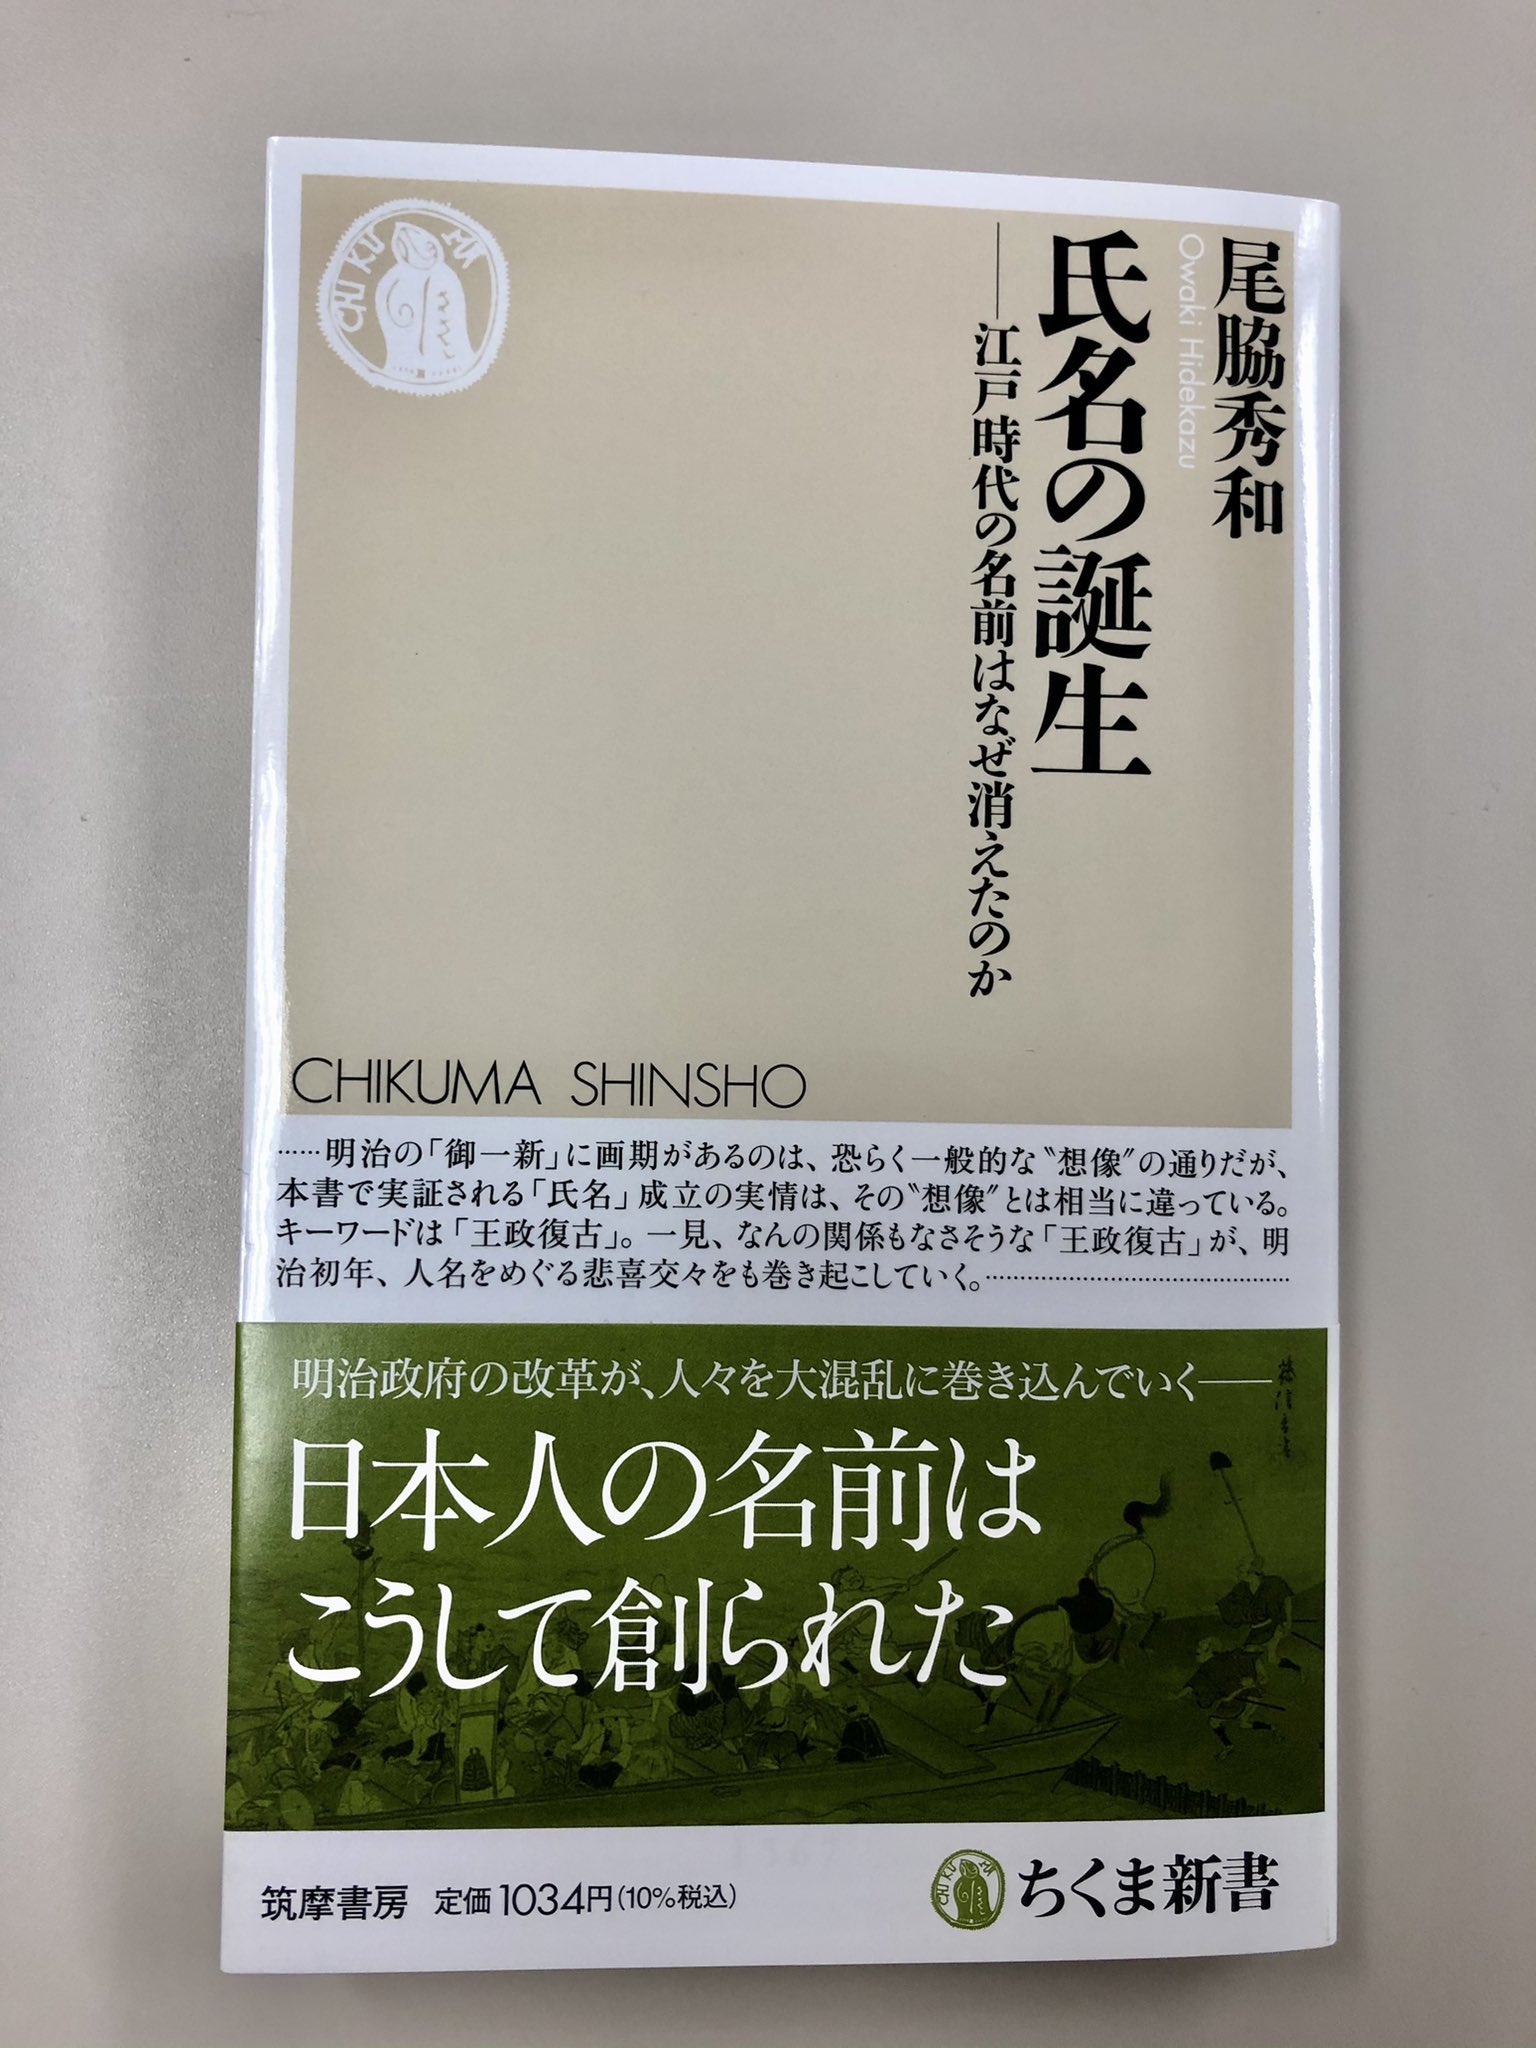 尾脇秀和
Owaki Hidekazu
氏名の誕生
──江戸時代の名前はなぜ消えたのか
CHIKUMA
CHIKUMA SHINSHO
……明治の「御一新」に画期があるのは、恐らく一般的な〝想像〟の通りだが、
本書で実証される「氏名」成立の実情は、その〝想像〟とは相当に違っている。
キーワードは「王政復古」。一見、なんの関係もなさそうな「王政復古」が、明
治初年、人名をめぐる悲喜交々をも巻き起こしていく。……………………………………
明治政府の改革が、人々を大混乱に巻き込んでいく──
日本人の名前は
こうして創られた
筑摩書房 定価1034円(10%税込)
CHIKUMA
ちくま新書